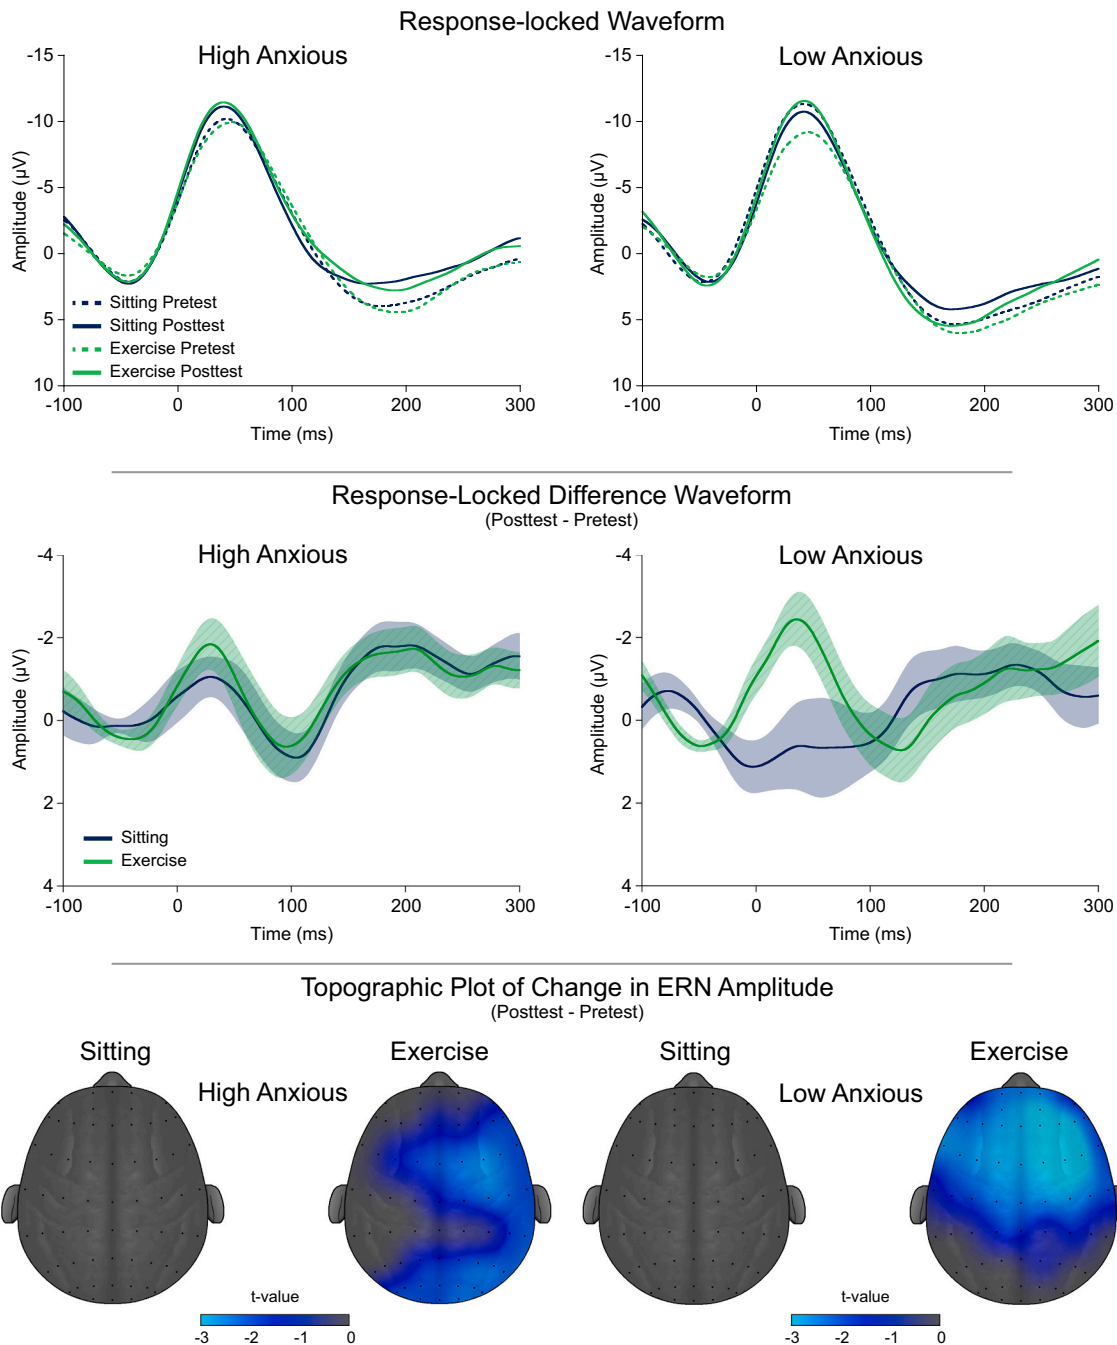 Response-locked Waveform
High Anxious
Low Anxious
-15
-10
-5
0
5
10
Amplitude (µV)
Sitting Pretest
Sitting Posttest
Exercise Pretest
Exercise Posttest
-100 0 100 200 300
Time (ms)
-15
-10
-5
0
5
10
Amplitude (µV)
-100 0 100 200 300
Time (ms)
Response-Locked Difference Waveform
(Posttest - Pretest)
High Anxious
Low Anxious
-4
-2
0
2
4
Amplitude (µV)
Sitting
Exercise
-100 0 100 200 300
Time (ms)
-4
-2
0
2
4
Amplitude (µV)
-100 0 100 200 300
Time (ms)
Topographic Plot of Change in ERN Amplitude
(Posttest - Pretest)
Sitting
Exercise
Sitting
Exercise
High Anxious
Low Anxious
t-value
-3 -2 -1 0
t-value
-3 -2 -1 0